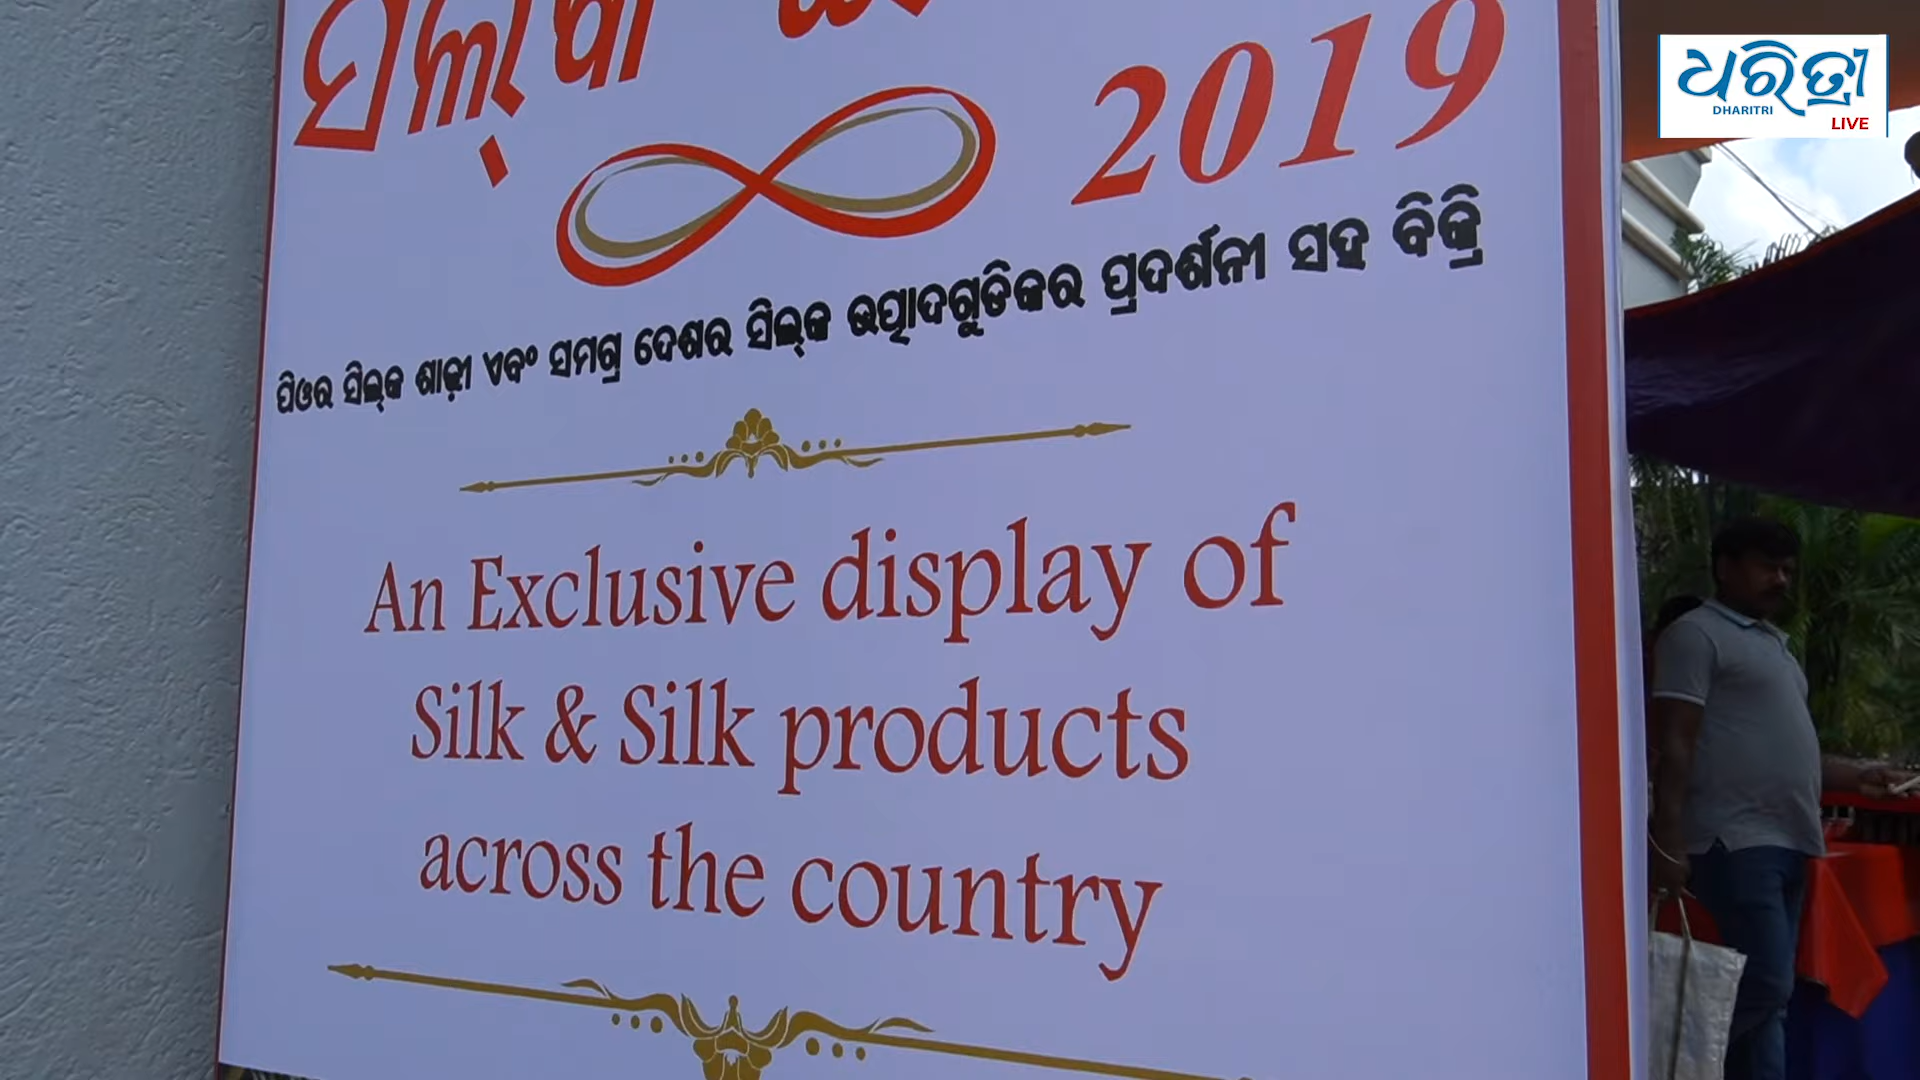 2019
ପିଓର ସିଲ୍‌କ ଶାଢ଼ୀ ଏବଂ ସମଗ୍ର ଦେଶର ସିଲ୍‌କ ଉତ୍ପାଦଗୁଡିକର ପ୍ରଦର୍ଶନୀ ସହ ବିକ୍ରି
An Exclusive display of
Silk & Silk products
across the country
ଧରିତ୍ରୀ
DHARITRI
LIVE